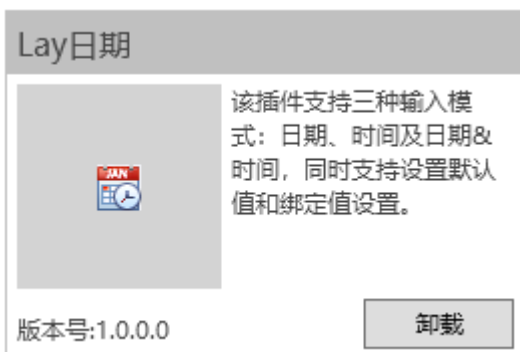 Lay日期
该插件支持三种输入模
式：日期、时间及日期&
时间，同时支持设置默认
值和绑定值设置。
JAN
版本号:1.0.0.0
卸载